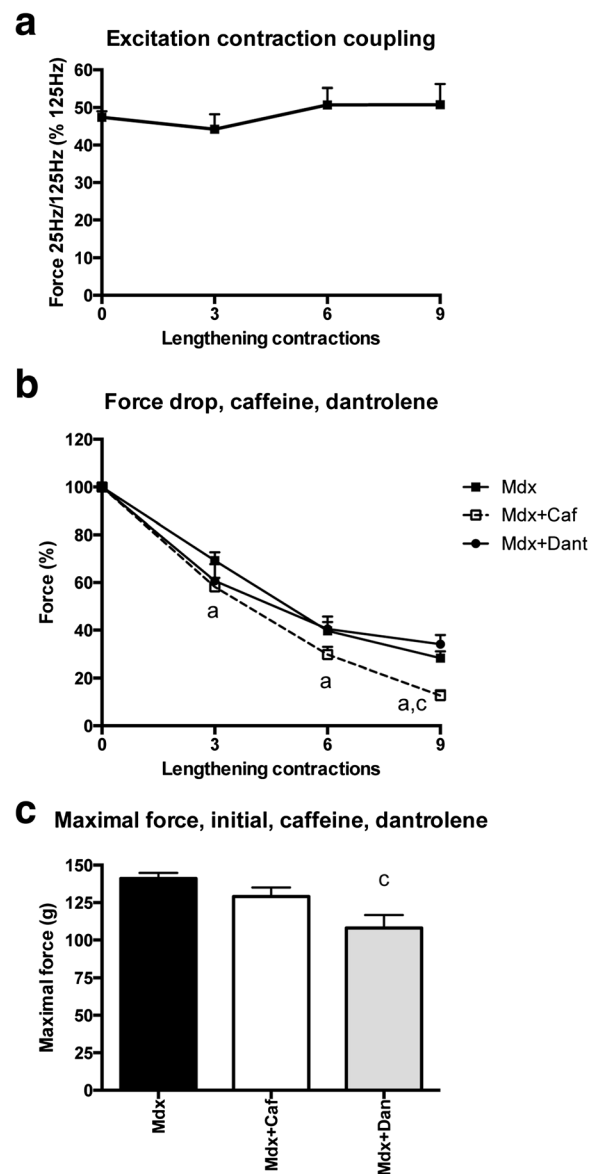 a
Excitation contraction coupling
Force 25Hz/125Hz (% 125Hz)
60
50
40
30
20
10
0
0 3 6 9
Lengthening contractions
b
Force drop, caffeine, dantrolene
Force (%)
120
100
80
60
40
20
0
a
a
a,c
0 3 6 9
Lengthening contractions
Mdx
Mdx+Caf
Mdx+Dant
c
Maximal force, initial, caffeine, dantrolene
Maximal force (g)
150
125
100
75
50
25
0
c
Mdx
Mdx+Caf
Mdx+Dan